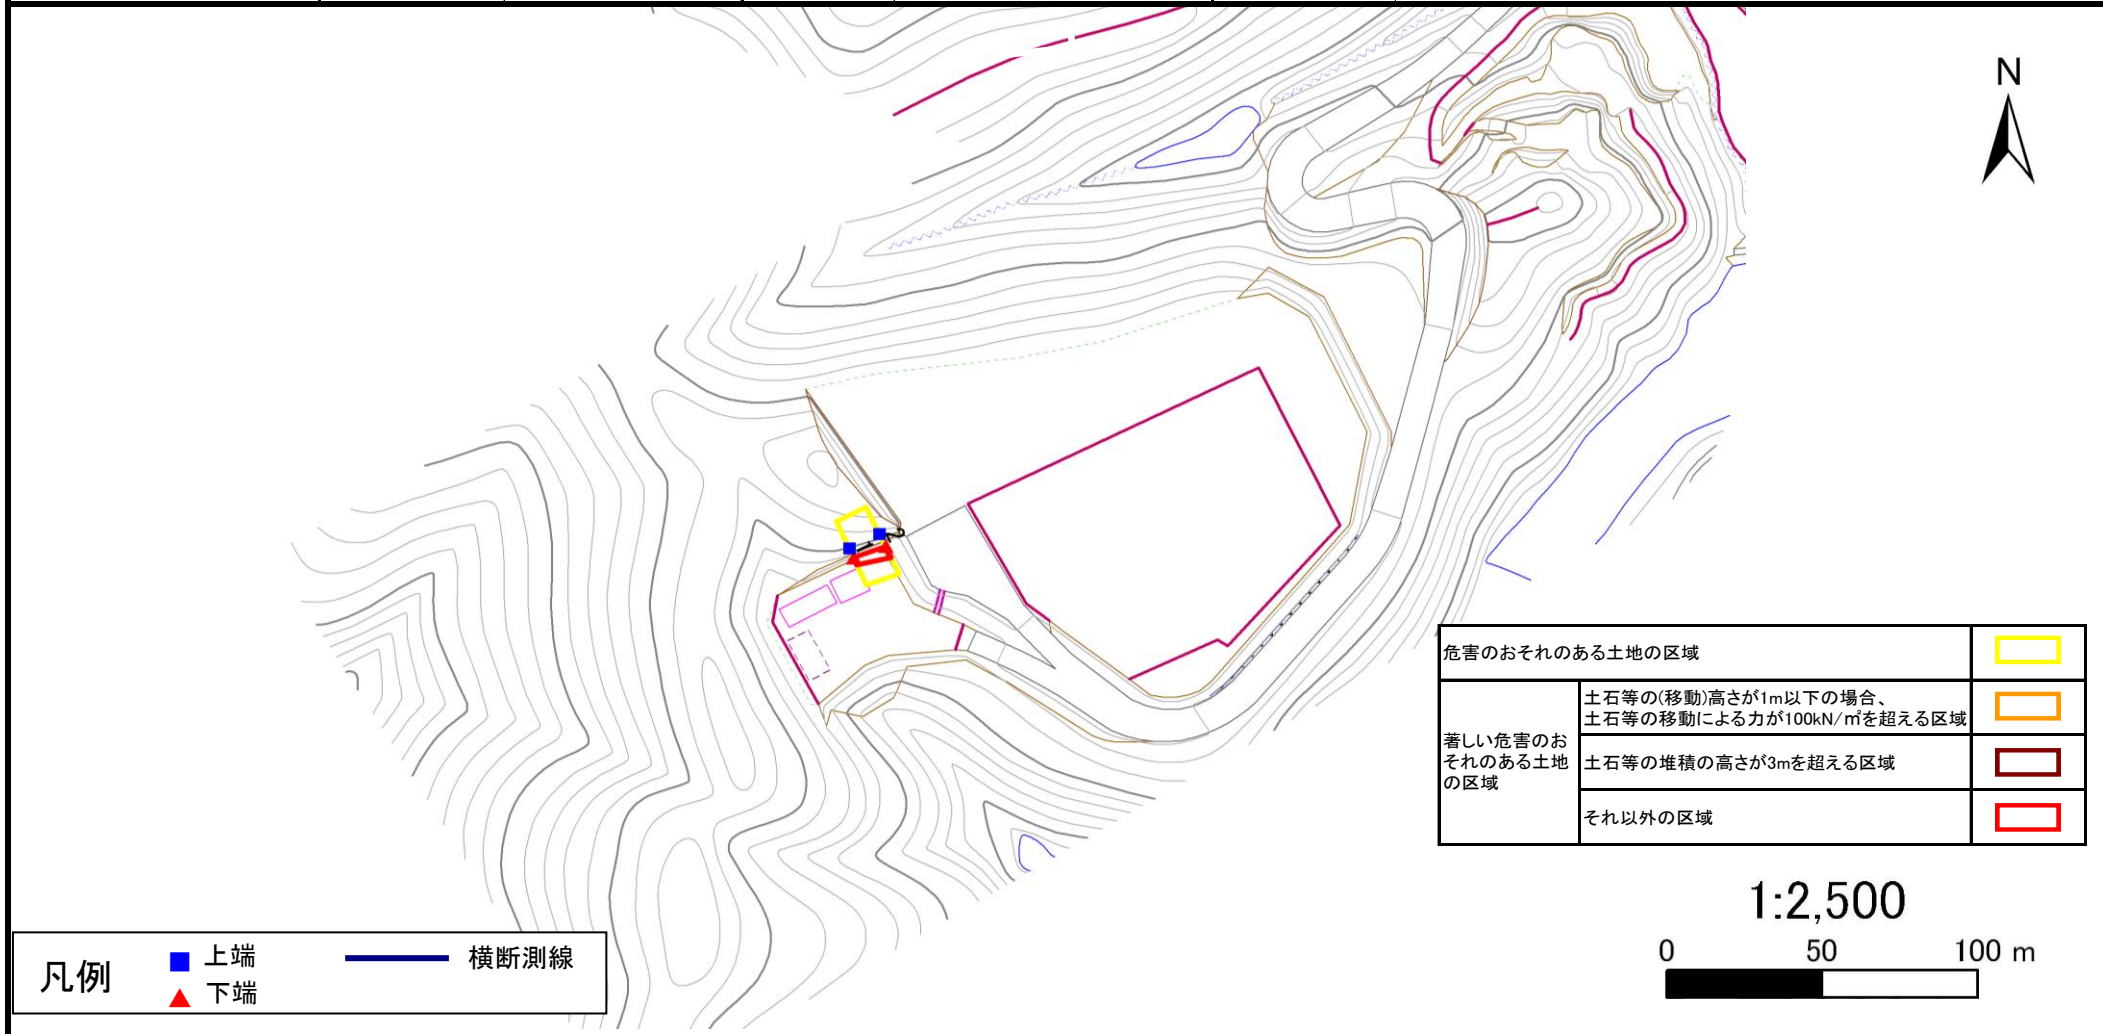 N
危害のおそれのある土地の区域
著しい危害のお
それのある土地
の区域
土石等の(移動)高さが1m以下の場合、
土石等の移動による力が100kN/㎡を超える区域
土石等の堆積の高さが3mを超える区域
それ以外の区域
1:2,500
0 50 100 m
凡例
上端
下端
横断測線